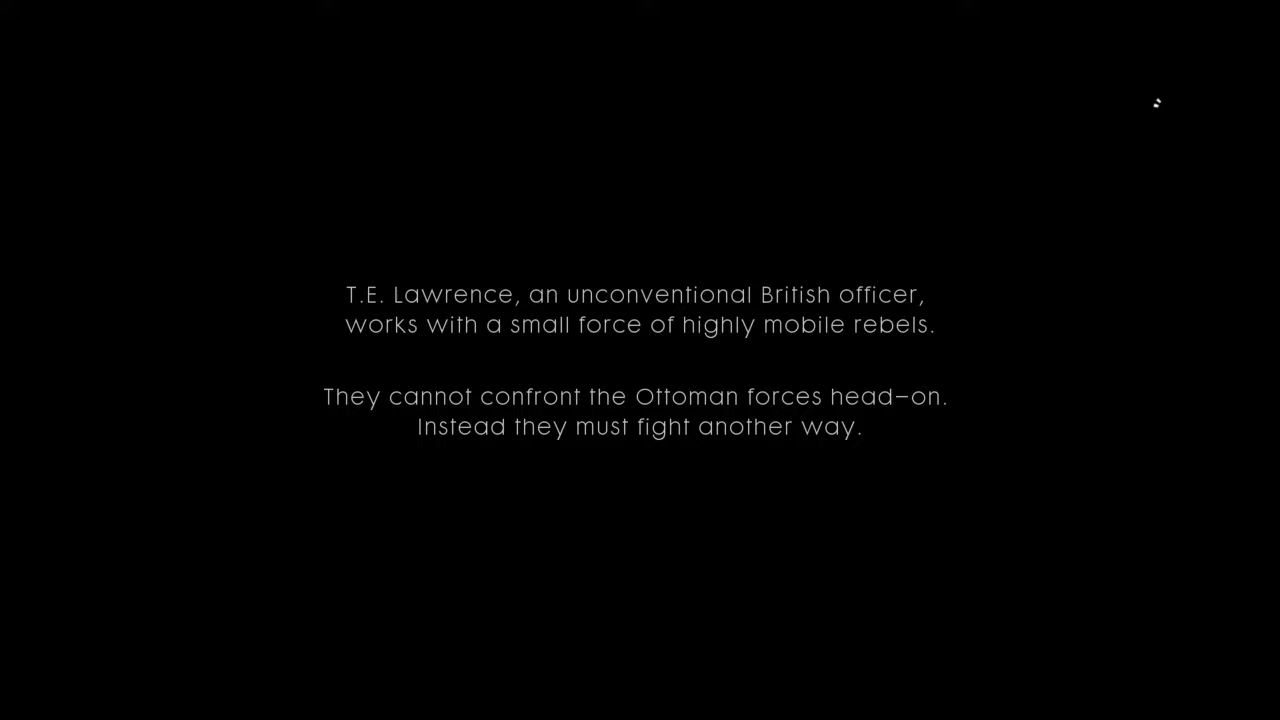 T.E. Lawrence, an unconventional British officer,
works with a small force of highly mobile rebels.
They cannot confront the Ottoman forces head–on.
Instead they must fight another way.